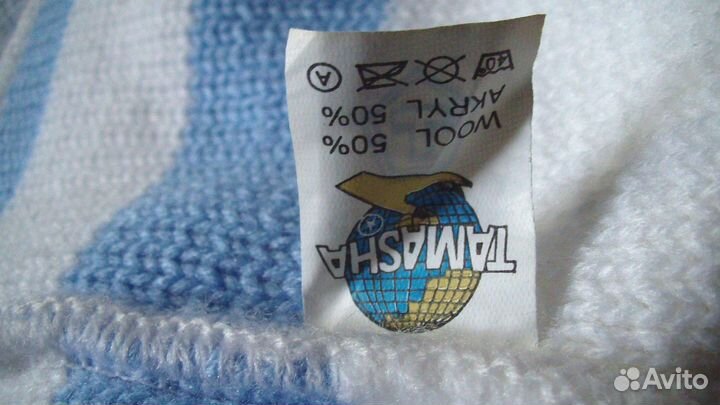 TAMASHA
WOOL 50%
AKRYL 50%
40° A
Avito